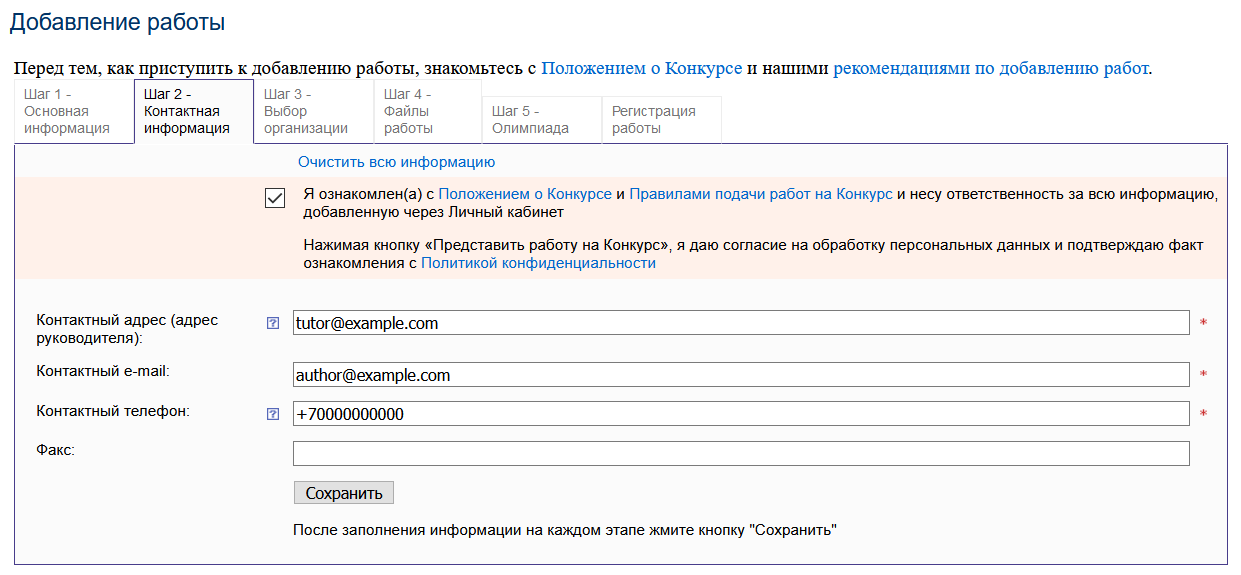 Добавление работы
Перед тем, как приступить к добавлению работы, знакомьтесь с Положением о Конкурсе и нашими рекомендациями по добавлению работ.
Шаг 1 -
Основная
информация
Шаг 2 -
Контактная
информация
Шаг 3 -
Выбор
организации
Шаг 4 -
Файлы
работы
Шаг 5 -
Олимпиада
Регистрация
работы
Очистить всю информацию
Я ознакомлен(а) с Положением о Конкурсе и Правилами подачи работ на Конкурс и несу ответственность за всю информацию,
добавленную через Личный кабинет
Нажимая кнопку «Представить работу на Конкурс», я даю согласие на обработку персональных данных и подтверждаю факт
ознакомления с Политикой конфиденциальности
Контактный адрес (адрес
руководителя):
?
tutor@example.com
*
Контактный e-mail:
author@example.com
*
Контактный телефон:
?
+70000000000
*
Факс:
Сохранить
После заполнения информации на каждом этапе жмите кнопку "Сохранить"